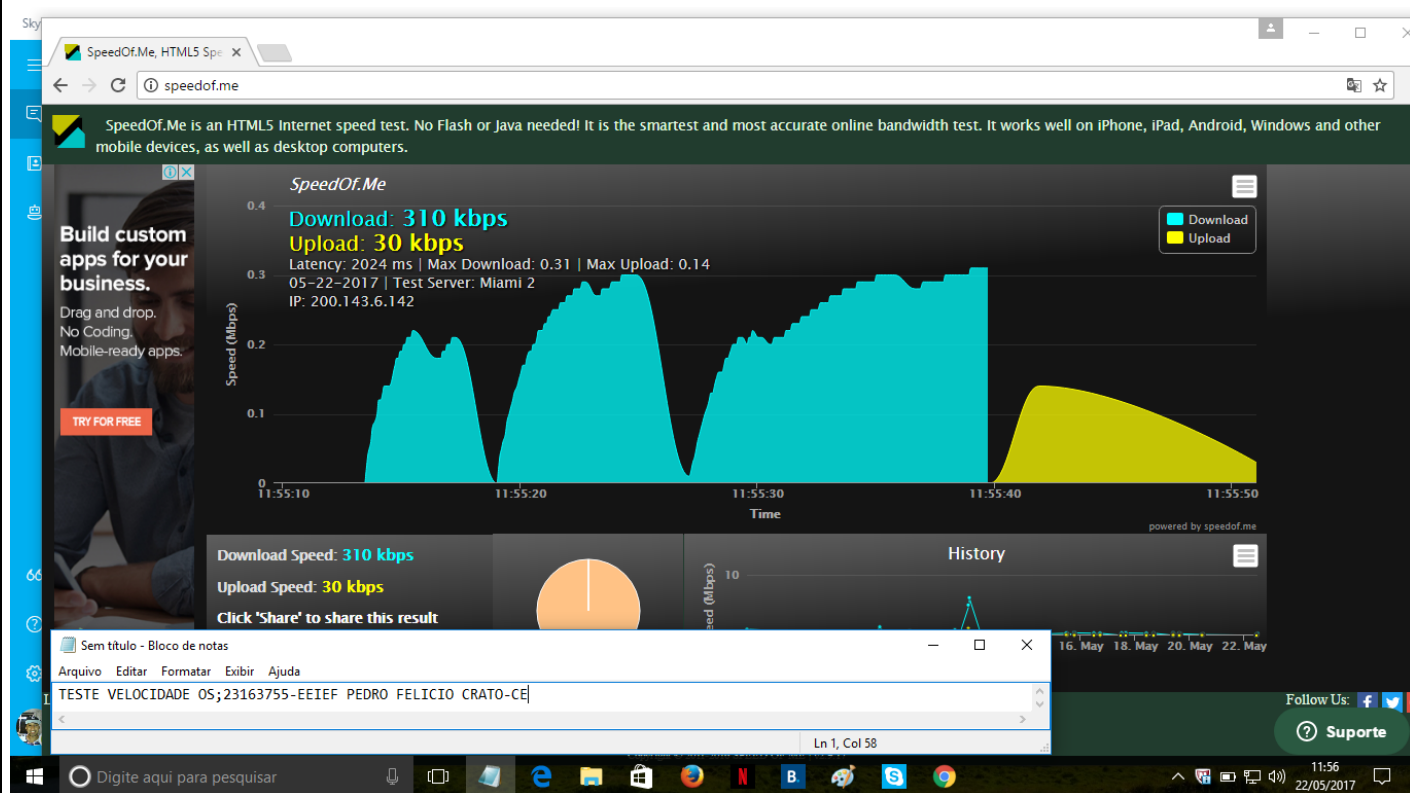 Sky
SpeedOf.Me, HTML5 Spe
speedof.me
SpeedOf.Me is an HTML5 Internet speed test. No Flash or Java needed! It is the smartest and most accurate online bandwidth test. It works well on iPhone, iPad, Android, Windows and other
mobile devices, as well as desktop computers.
Build custom
apps for your
business.
Drag and drop.
No Coding.
Mobile-ready apps.
TRY FOR FREE
SpeedOf.Me
Download: 310 kbps
Upload: 30 kbps
Latency: 2024 ms | Max Download: 0.31 | Max Upload: 0.14
05-22-2017 | Test Server: Miami 2
IP: 200.143.6.142
Download
Upload
Speed (Mbps)
0.4
0.3
0.2
0.1
0
11:55:10
11:55:20
11:55:30
11:55:40
11:55:50
Time
powered by speedof.me
Download Speed: 310 kbps
Upload Speed: 30 kbps
Click 'Share' to share this result
History
(Mbps)
10
16. May
18. May
20. May
22. May
Sem título - Bloco de notas
Arquivo Editar Formatar Exibir Ajuda
TESTE VELOCIDADE OS;23163755-EEIEF PEDRO FELICIO CRATO-CE
Ln 1, Col 58
Follow Us:
Suporte
Digite aqui para pesquisar
N
B.
11:56
22/05/2017